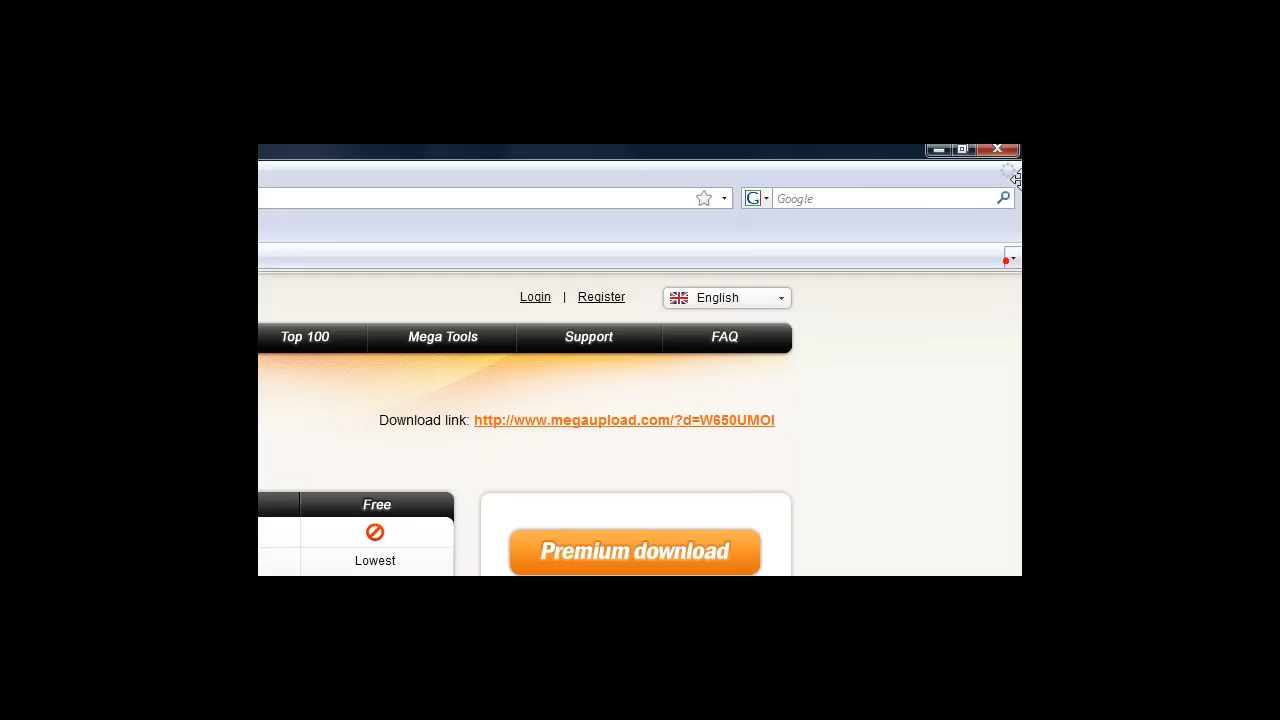 Google
Login | Register English
Top 100 Mega Tools Support FAQ
Download link: http://www.megaupload.com/?d=W650UMOI
Free
Lowest
Premium download